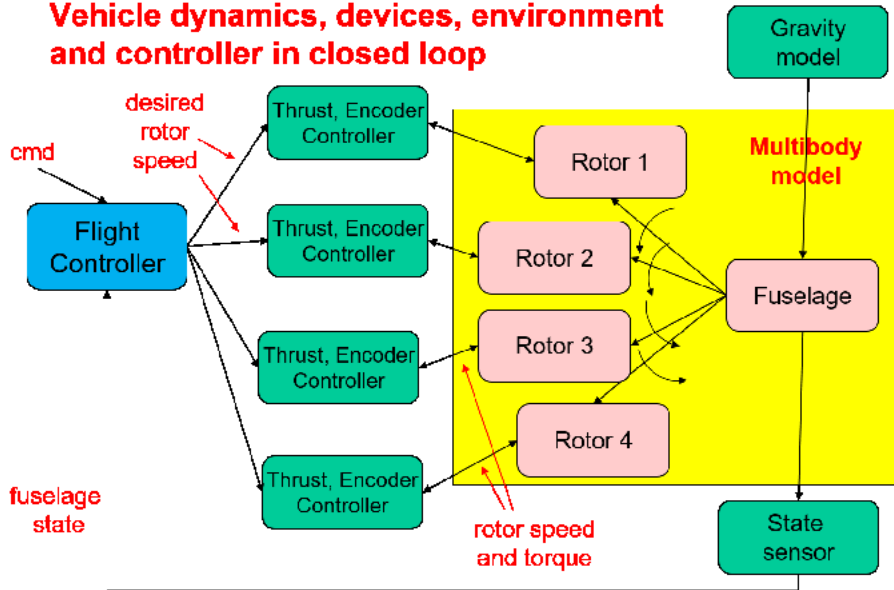 Vehicle dynamics, devices, environment
and controller in closed loop
Gravity
model
desired
rotor
speed
cmd
Thrust, Encoder
Controller
Rotor 1
Multibody
model
Flight
Controller
Thrust, Encoder
Controller
Rotor 2
Fuselage
Thrust, Encoder
Controller
Rotor 3
Rotor 4
Thrust, Encoder
Controller
fuselage
state
rotor speed
and torque
State
sensor